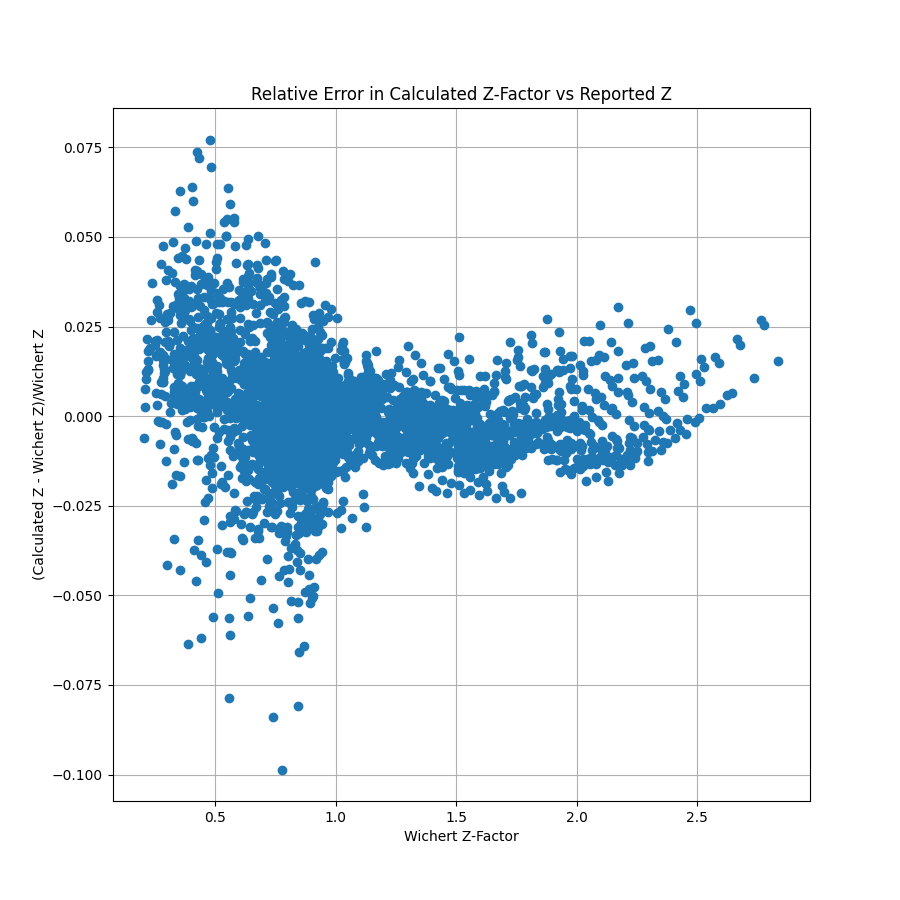 Relative Error in Calculated Z-Factor vs Reported Z
0.075
0.050
0.025
0.000
−0.025
−0.050
−0.075
−0.100
(Calculated Z - Wichert Z)/Wichert Z
0.5 1.0 1.5 2.0 2.5
Wichert Z-Factor